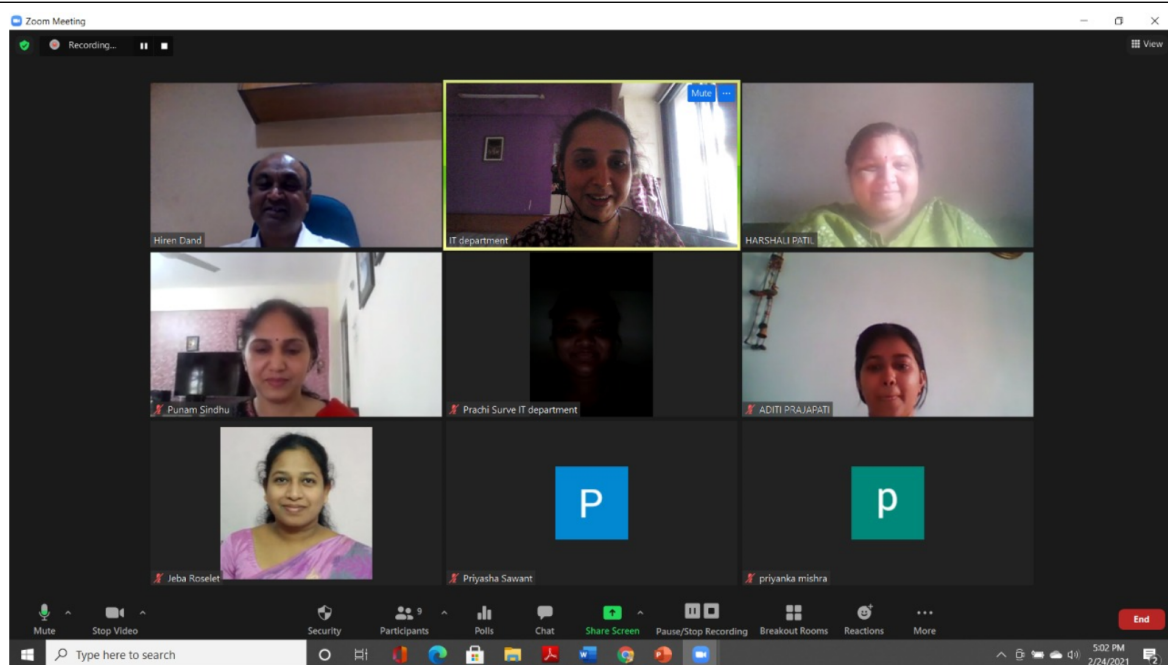 Zoom Meeting
Recording...
View
Mute ...
Hiren Dand
IT department
HARSHALI PATIL
Punam Sindhu
Prachi Surve IT department
ADITI PRAJAPATI
P
p
Jeba Roselet
Priyasha Sawant
priyanka mishra
9
Mute
Stop Video
Security
Participants
Polls
Chat
Share Screen
Pause/Stop Recording
Breakout Rooms
Reactions
More
End
Type here to search
5:02 PM
2/24/2021
2